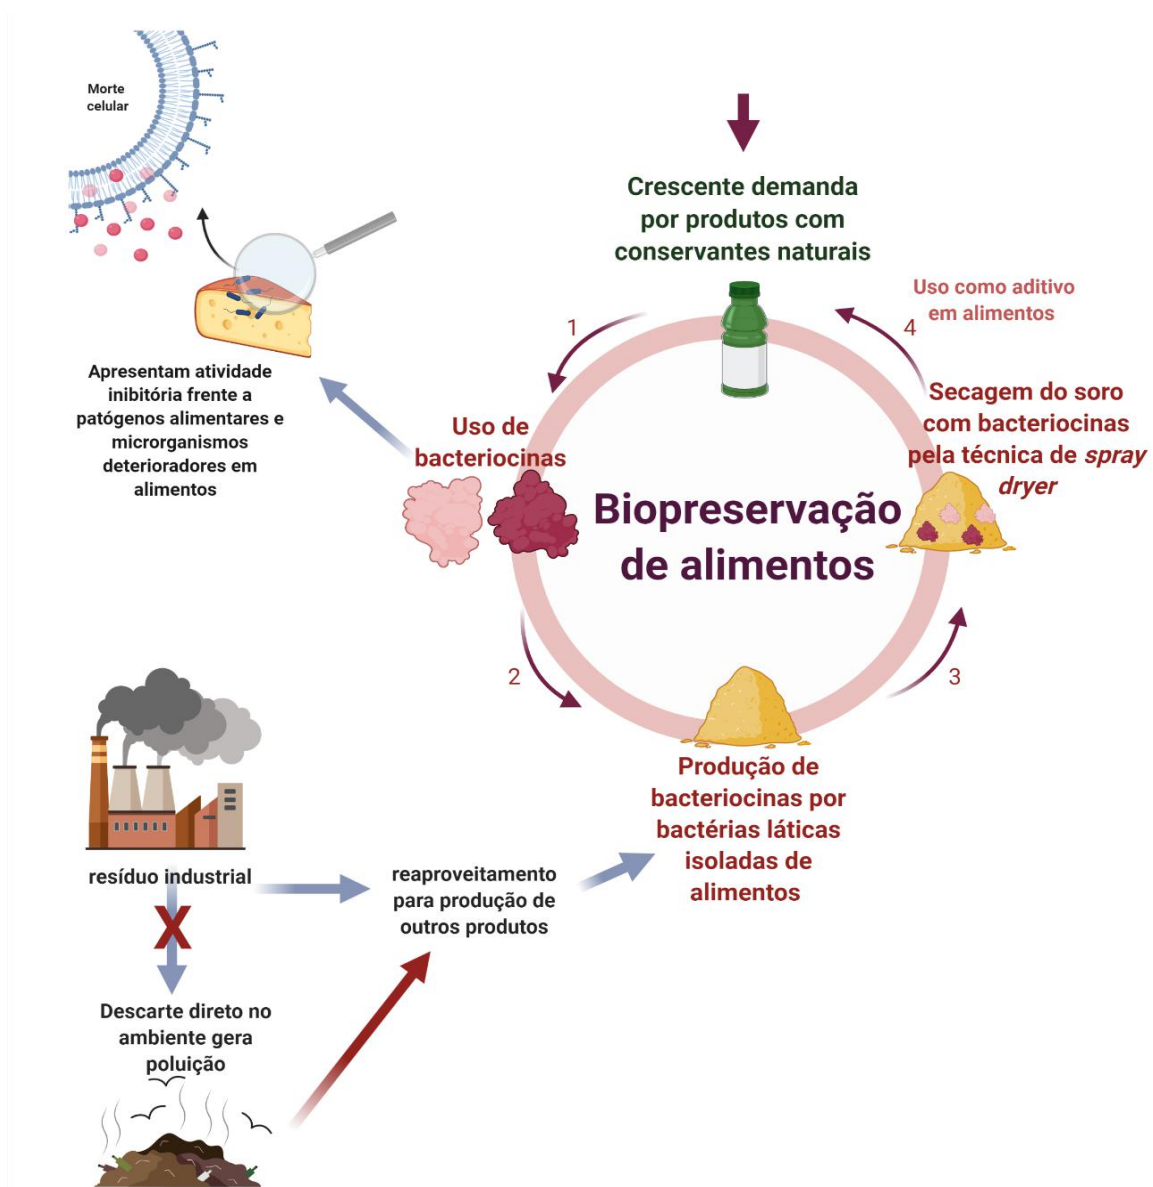 Morte
celular
Crescente demanda
por produtos com
conservantes naturais
Uso como aditivo
em alimentos
1
4
Apresentam atividade
inibitória frente a
patógenos alimentares e
microrganismos
deterioradores em
alimentos
Uso de
bacteriocinas
Secagem do soro
com bacteriocinas
pela técnica de spray
dryer
Biopreservação
de alimentos
2
3
Produção de
bacteriocinas por
bactérias láticas
isoladas de
alimentos
resíduo industrial
reaproveitamento
para produção de
outros produtos
X
Descarte direto no
ambiente gera
poluição